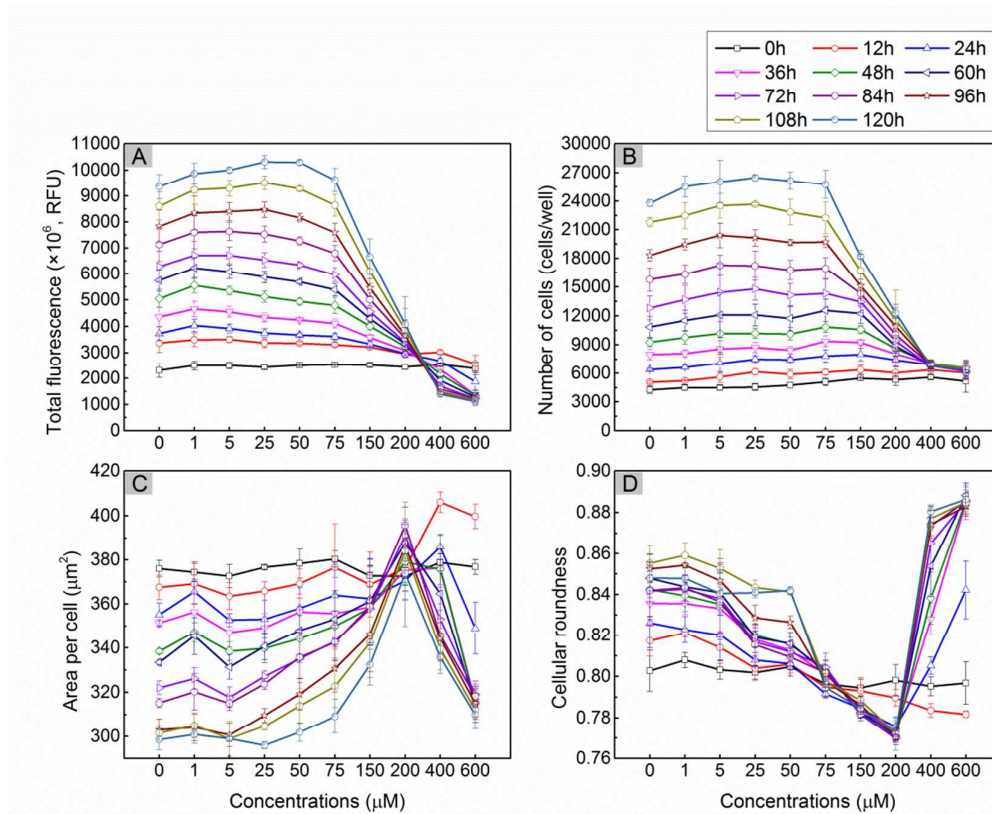 0h 12h 24h
36h 48h 60h
72h 84h 96h
108h 120h
A
Total fluorescence (×10⁶, RFU)
11000
10000
9000
8000
7000
6000
5000
4000
3000
2000
1000
0
0 1 5 25 50 75 150 200 400 600
B
Number of cells (cells/well)
30000
27000
24000
21000
18000
15000
12000
9000
6000
3000
0
0 1 5 25 50 75 150 200 400 600
C
Area per cell (μm²)
420
400
380
360
340
320
300
0 1 5 25 50 75 150 200 400 600
Concentrations (μM)
D
Cellular roundness
0.90
0.88
0.86
0.84
0.82
0.80
0.78
0.76
0 1 5 25 50 75 150 200 400 600
Concentrations (μM)